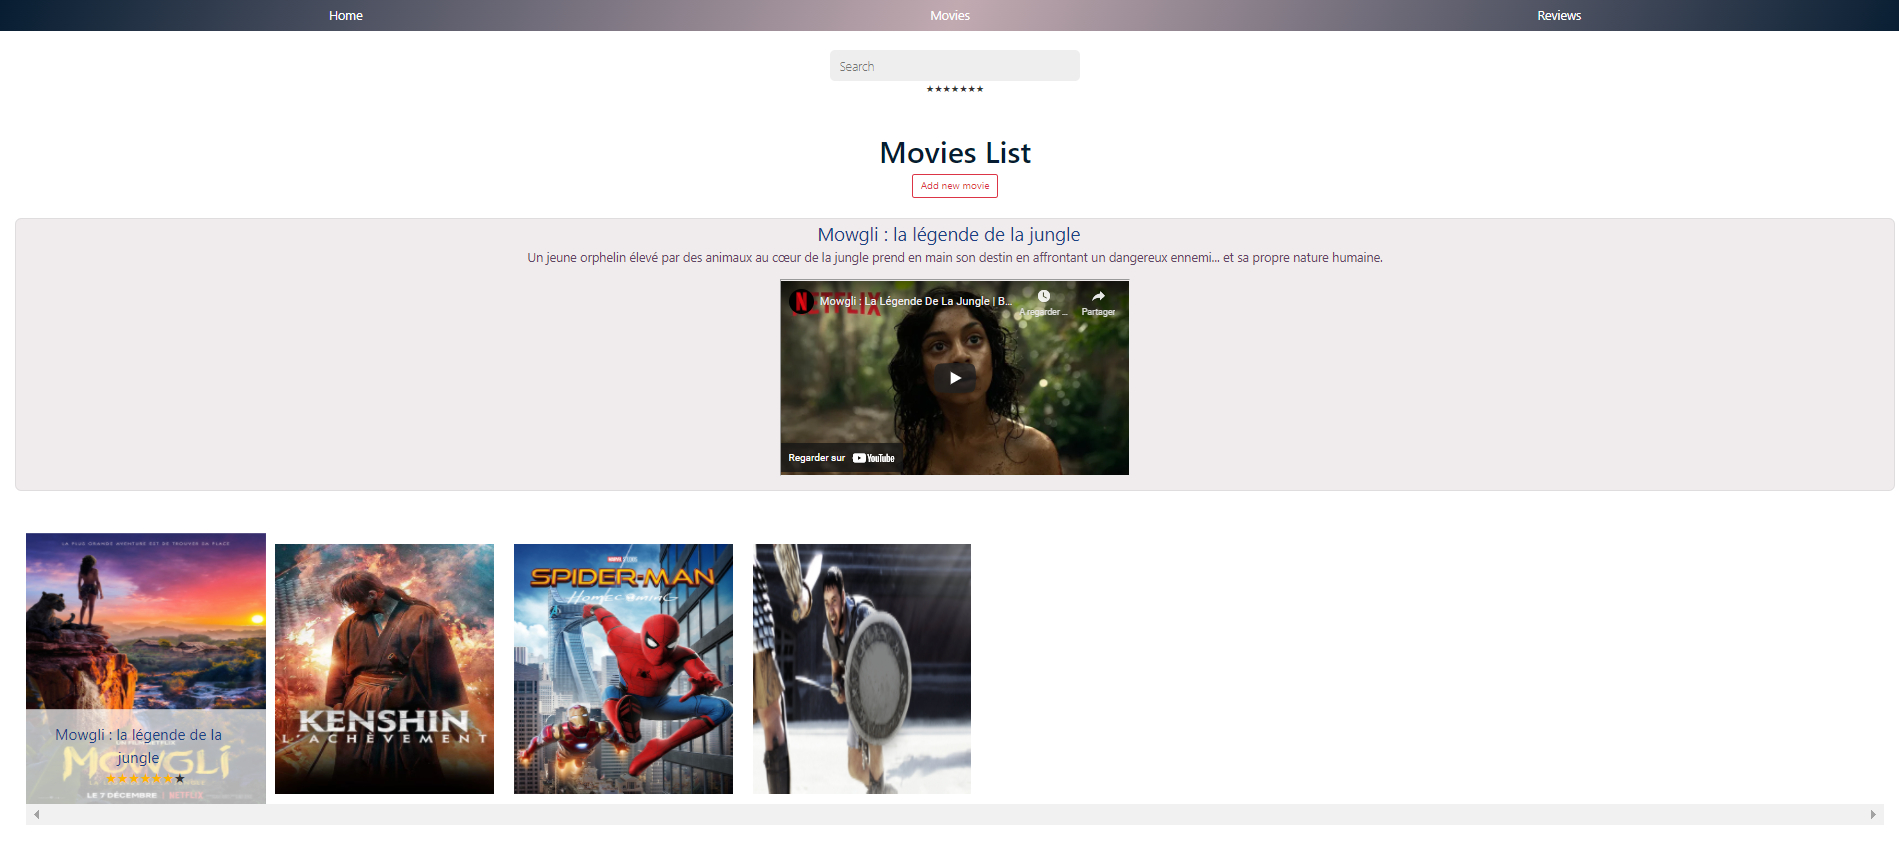 Home
Movies
Reviews
Search
★★★★★★★
Movies List
Add new movie
Mowgli : la légende de la jungle
Un jeune orphelin élevé par des animaux au cœur de la jungle prend en main son destin en affrontant un dangereux ennemi... et sa propre nature humaine.
NETFLIX
Mowgli : La Légende De La Jungle | B...
À regarder ...
Partager
Regarder sur YouTube
LA PLUS GRANDE AVENTURE EST DE TROUVER SA PLACE
Mowgli : la légende de la
jungle
★★★★★★★
MOWGLI
LE 7 DÉCEMBRE | NETFLIX
KENSHIN
L'ACHÈVEMENT
MARVEL STUDIOS
SPIDER-MAN
HOMECOMING